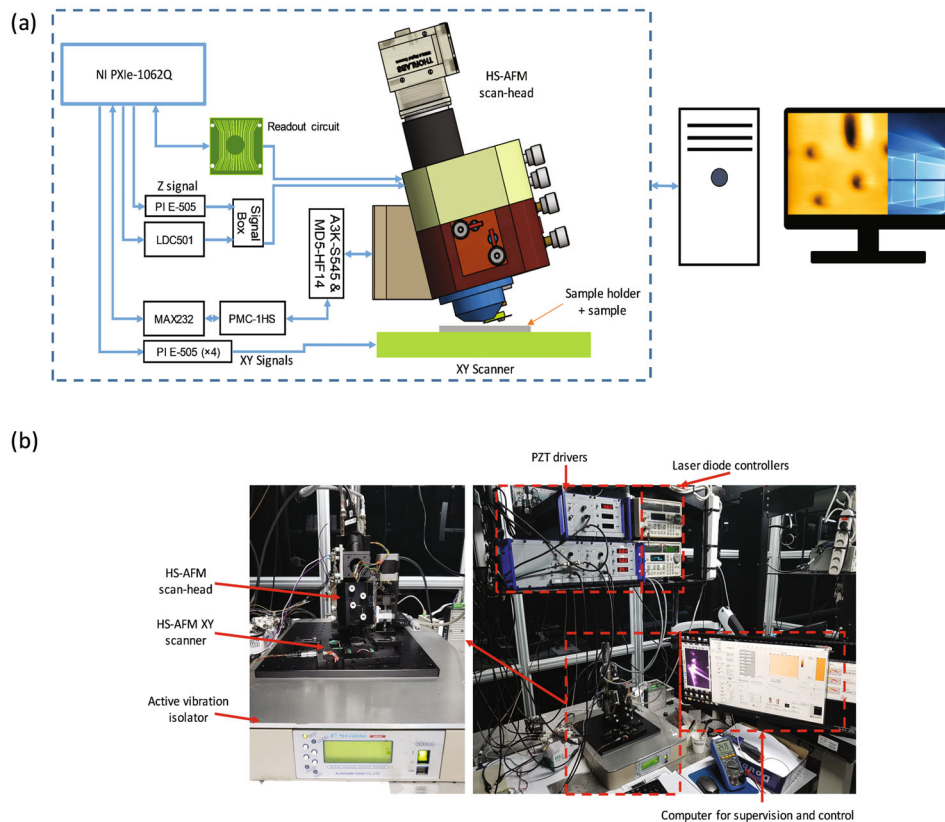 (a)
NI PXIe-1062Q
THORLABS
HS-AFM
scan-head
Readout circuit
Z signal
PI E-505
LDC501
Signal
Box
A3K-S545 &
MD5-HF14
MAX232
PMC-1HS
PI E-505 (×4)
XY Signals
Sample holder
+ sample
XY Scanner
(b)
PZT drivers
Laser diode controllers
HS-AFM
scan-head
HS-AFM XY
scanner
Active vibration
isolator
Computer for supervision and control